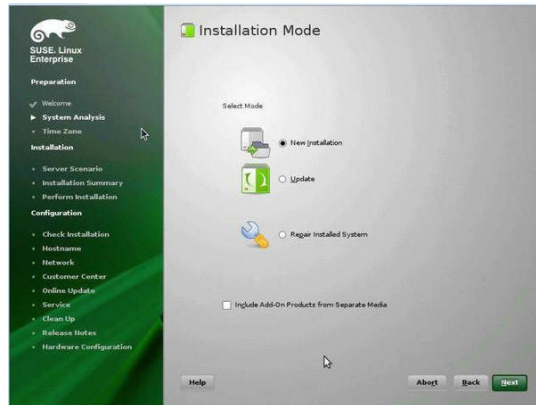 SUSE. Linux
Enterprise
Preparation
Welcome
System Analysis
Time Zone
Installation
Server Scenario
Installation Summary
Perform Installation
Configuration
Check Installation
Hostname
Network
Customer Center
Online Update
Service
Clean Up
Release Notes
Hardware Configuration
Installation Mode
Select Mode
New Installation
Update
Repair Installed System
Include Add-On Products from Separate Media
Help
Abort
Back
Next